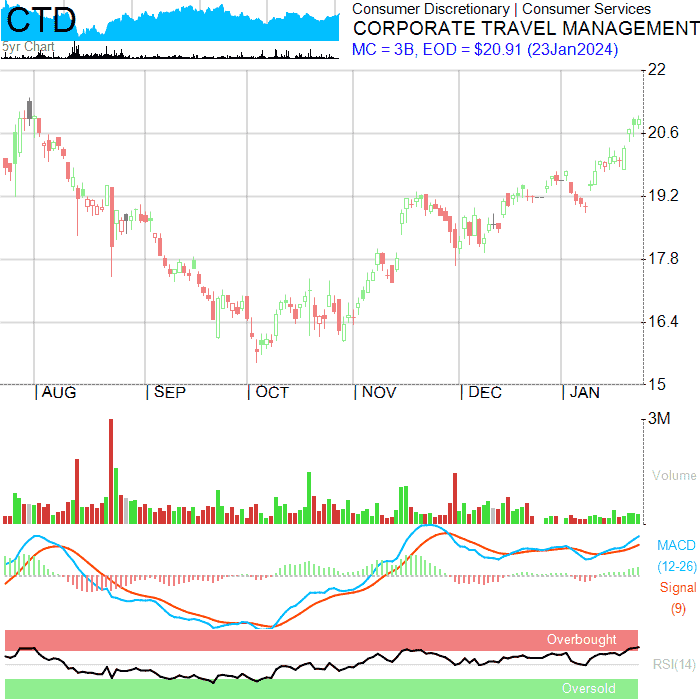 CTD
5yr Chart
Consumer Discretionary | Consumer Services
CORPORATE TRAVEL MANAGEMENT
MC = 3B, EOD = $20.91 (23Jan2024)
22
20.6
19.2
17.8
16.4
15
|AUG |SEP |OCT |NOV |DEC |JAN
3M
Volume
MACD
(12-26)
Signal
(9)
Overbought
RSI(14)
Oversold